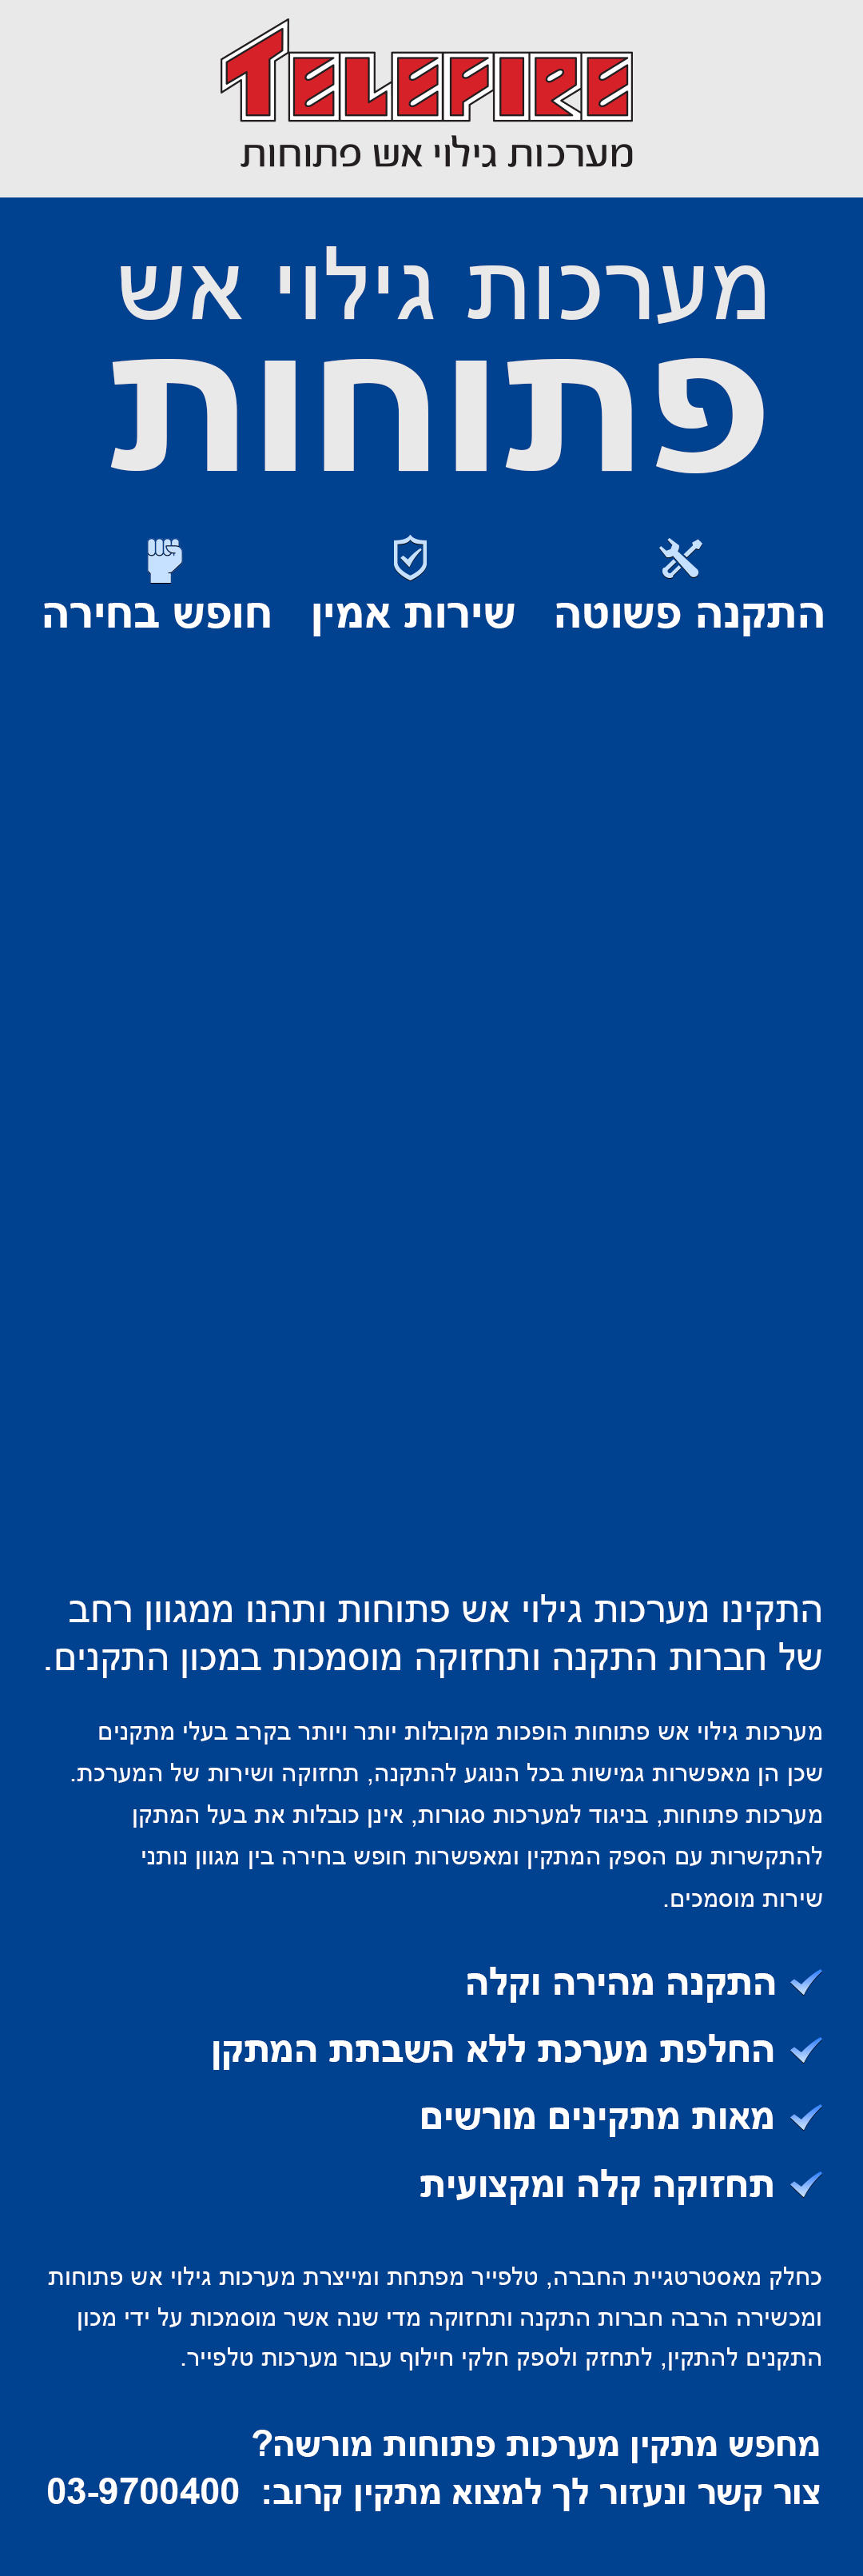 TELEFIRE
מערכות גילוי אש פתוחות
מערכות גילוי אש
פתוחות
התקנה פשוטה
שירות אמין
חופש בחירה
התקינו מערכות גילוי אש פתוחות ותהנו ממגוון רחב
של חברות התקנה ותחזוקה מוסמכות במכון התקנים.
מערכות גילוי אש פתוחות הופכות מקובלות יותר ויותר בקרב בעלי מתקנים
שכן הן מאפשרות גמישות בכל הנוגע להתקנה, תחזוקה ושירות של המערכת.
מערכות פתוחות, בניגוד למערכות סגורות, אינן כובלות את בעל המתקן
להתקשרות עם הספק המתקין ומאפשרות חופש בחירה בין מגוון נותני
שירות מוסמכים.
התקנה מהירה וקלה
החלפת מערכת ללא השבתת המתקן
מאות מתקינים מורשים
תחזוקה קלה ומקצועית
כחלק מאסטרטגיית החברה, טלפייר מפתחת ומייצרת מערכות גילוי אש פתוחות
ומכשירה הרבה חברות התקנה ותחזוקה מדי שנה אשר מוסמכות על ידי מכון
התקנים להתקין, לתחזק ולספק חלקי חילוף עבור מערכות טלפייר.
מחפש מתקין מערכות פתוחות מורשה?
צור קשר ונעזור לך למצוא מתקין קרוב: 03-9700400